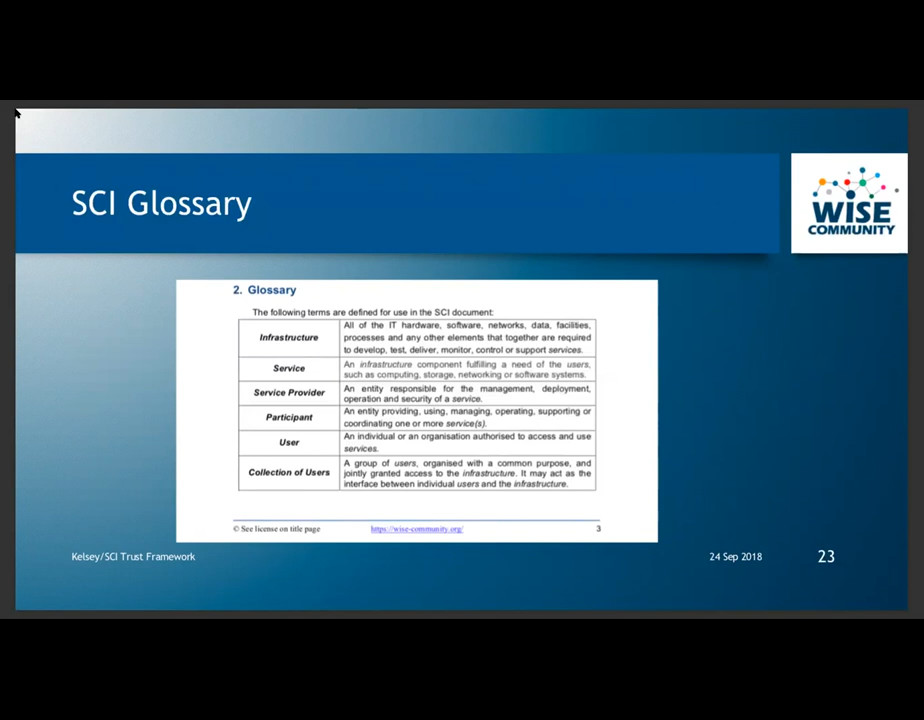 SCI Glossary
WISE
COMMUNITY
2. Glossary
The following terms are defined for use in the SCI document:
Infrastructure
All of the IT hardware, software, networks, data, facilities,
processes and any other elements that together are required
to develop, test, deliver, monitor, control or support services.
Service
An infrastructure component fulfilling a need of the users,
such as computing, storage, networking or software systems.
Service Provider
An entity responsible for the management, deployment,
operation and security of a service.
Participant
An entity providing, using, managing, operating, supporting or
coordinating one or more service(s).
User
An individual or an organisation authorised to access and use
services.
Collection of Users
A group of users, organised with a common purpose, and
jointly granted access to the infrastructure. It may act as the
interface between individual users and the infrastructure.
© See license on title page https://wise-community.org/ 3
Kelsey/SCI Trust Framework 24 Sep 2018 23